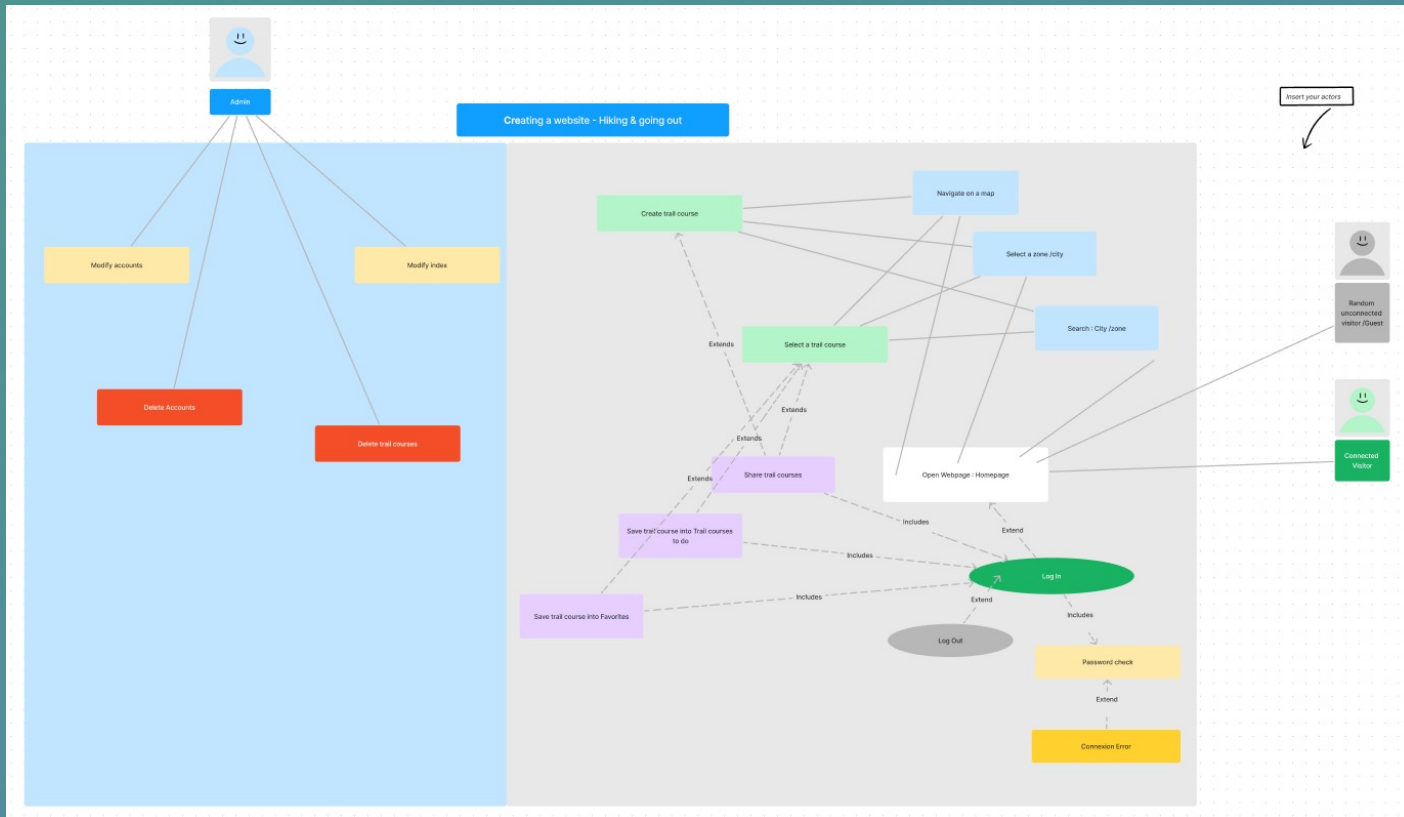 Admin
Creating a website - Hiking & going out
Insert your actors
Navigate on a map
Create trail course
Select a zone /city
Modify accounts
Modify index
Random
unconnected
visitor /Guest
Search : City /zone
Extends
Select a trail course
Delete Accounts
Extends
Delete trail courses
Extends
Connected
Visitor
Extends
Share trail courses
Open Webpage : Homepage
Includes
Extend
Save trail course into Trail courses
to do
Includes
Log In
Includes
Extend
Save trail course into Favorites
Includes
Log Out
Password check
Extend
Connexion Error